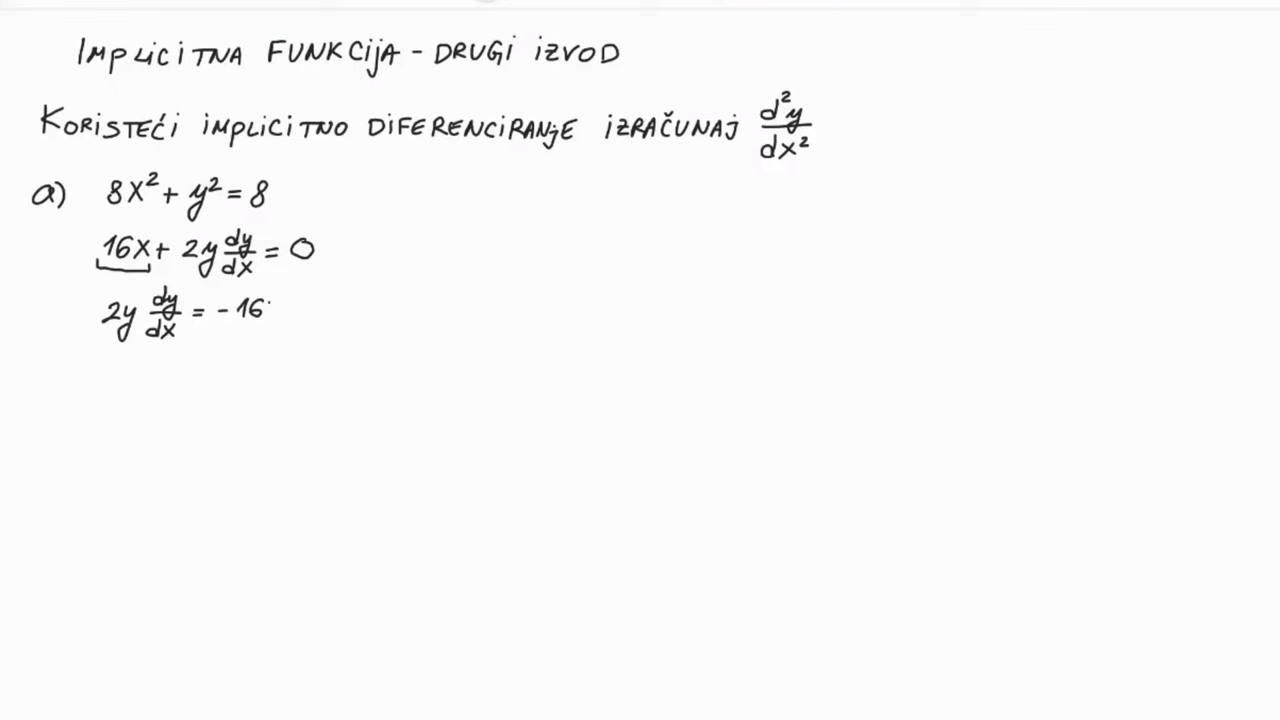 IMPLICITNA FUNKCIJA - DRUGI IZVOD
KORISTEĆI IMPLICITNO DIFERENCIRANJE IZRAČUNAJ d²y/dx²
a) 8x² + y² = 8
16x + 2y dy/dx = 0
2y dy/dx = - 16